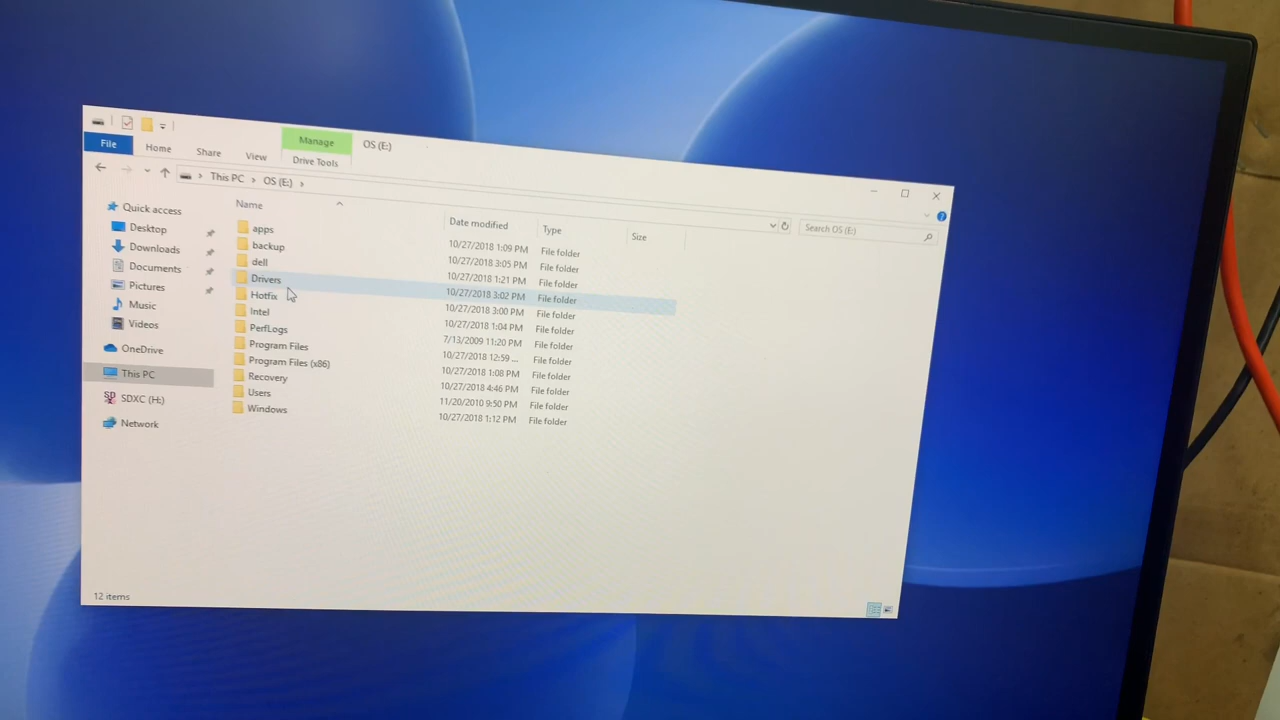 Manage
OS (E:)
File
Home
Share
View
Drive Tools
This PC
OS (E:)
Search OS (E:)
Quick access
Desktop
Downloads
Documents
Pictures
Music
Videos
OneDrive
This PC
SDXC (H:)
Network
Name Date modified Type Size
apps 10/27/2018 1:09 PM File folder
backup 10/27/2018 3:05 PM File folder
dell 10/27/2018 1:21 PM File folder
Drivers 10/27/2018 3:02 PM File folder
Hotfix 10/27/2018 3:00 PM File folder
Intel 10/27/2018 1:04 PM File folder
PerfLogs 7/13/2009 11:20 PM File folder
Program Files 10/27/2018 12:59 ... File folder
Program Files (x86) 10/27/2018 1:08 PM File folder
Recovery 10/27/2018 4:46 PM File folder
Users 11/20/2010 9:50 PM File folder
Windows 10/27/2018 1:12 PM File folder
12 items